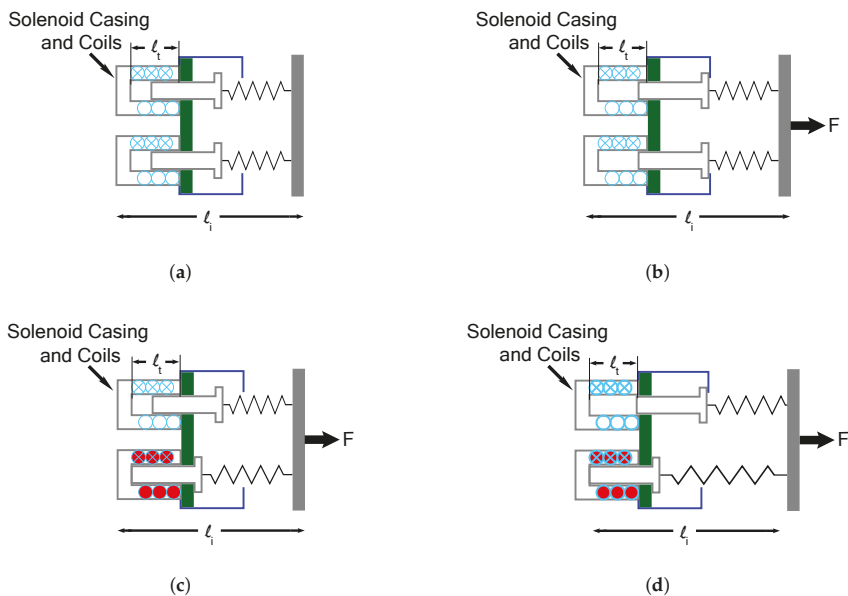 Solenoid Casing
and Coils
ℓt
ℓi
(a)
Solenoid Casing
and Coils
ℓt
F
ℓi
(b)
Solenoid Casing
and Coils
ℓt
F
ℓi
(c)
Solenoid Casing
and Coils
ℓt
F
ℓi
(d)